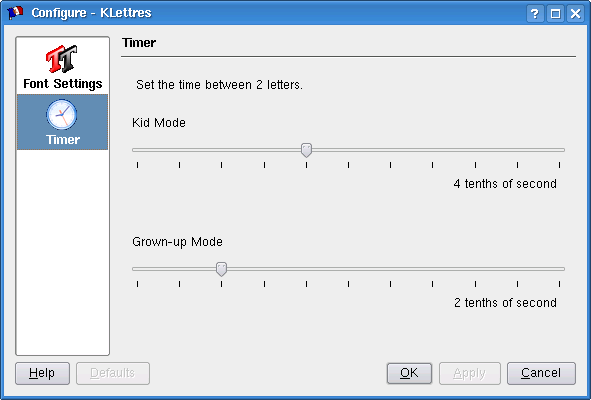 Configure - KLettres
Font Settings
Timer
Timer
Set the time between 2 letters.
Kid Mode
4 tenths of second
Grown-up Mode
2 tenths of second
Help
Defaults
OK
Apply
Cancel